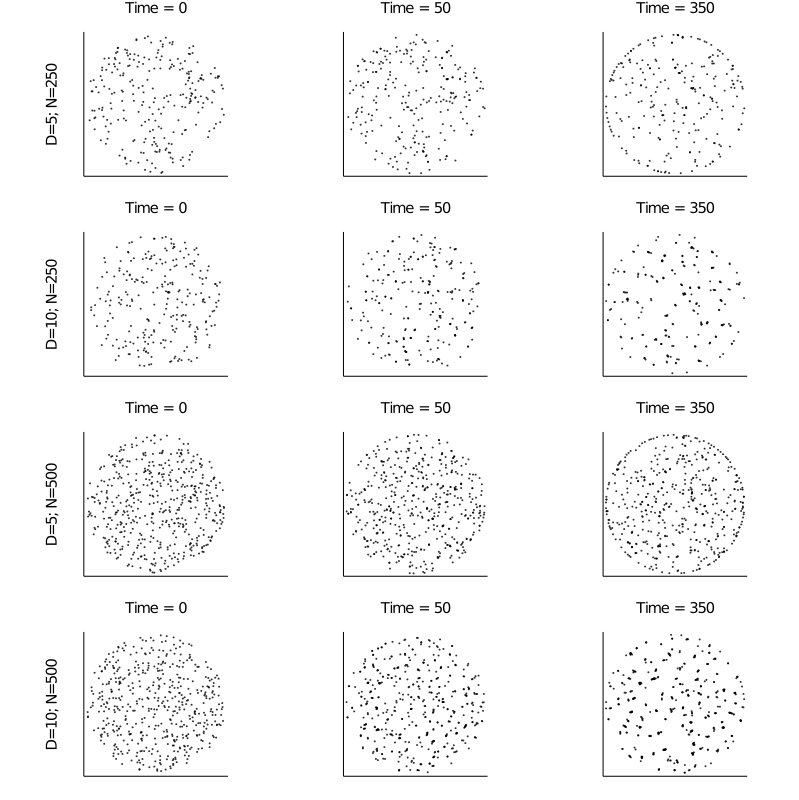 Time = 0
Time = 50
Time = 350
D=5; N=250
Time = 0
Time = 50
Time = 350
D=10; N=250
Time = 0
Time = 50
Time = 350
D=5; N=500
Time = 0
Time = 50
Time = 350
D=10; N=500